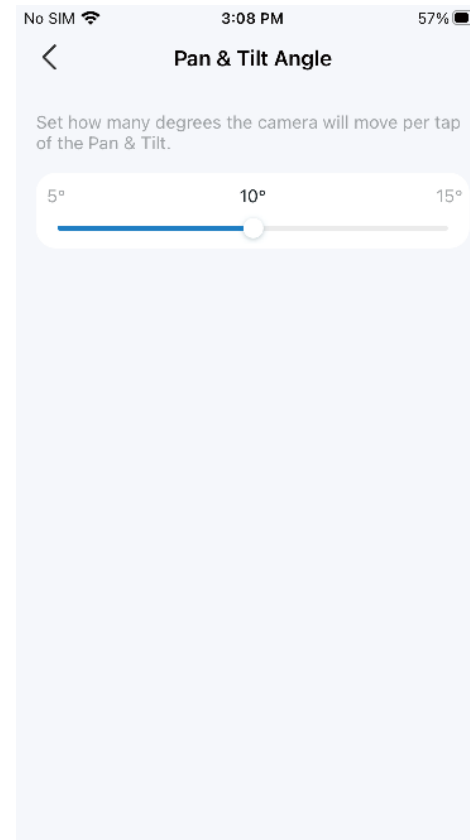 No SIM 3:08 PM 57%
Pan & Tilt Angle
Set how many degrees the camera will move per tap
of the Pan & Tilt.
5° 10° 15°